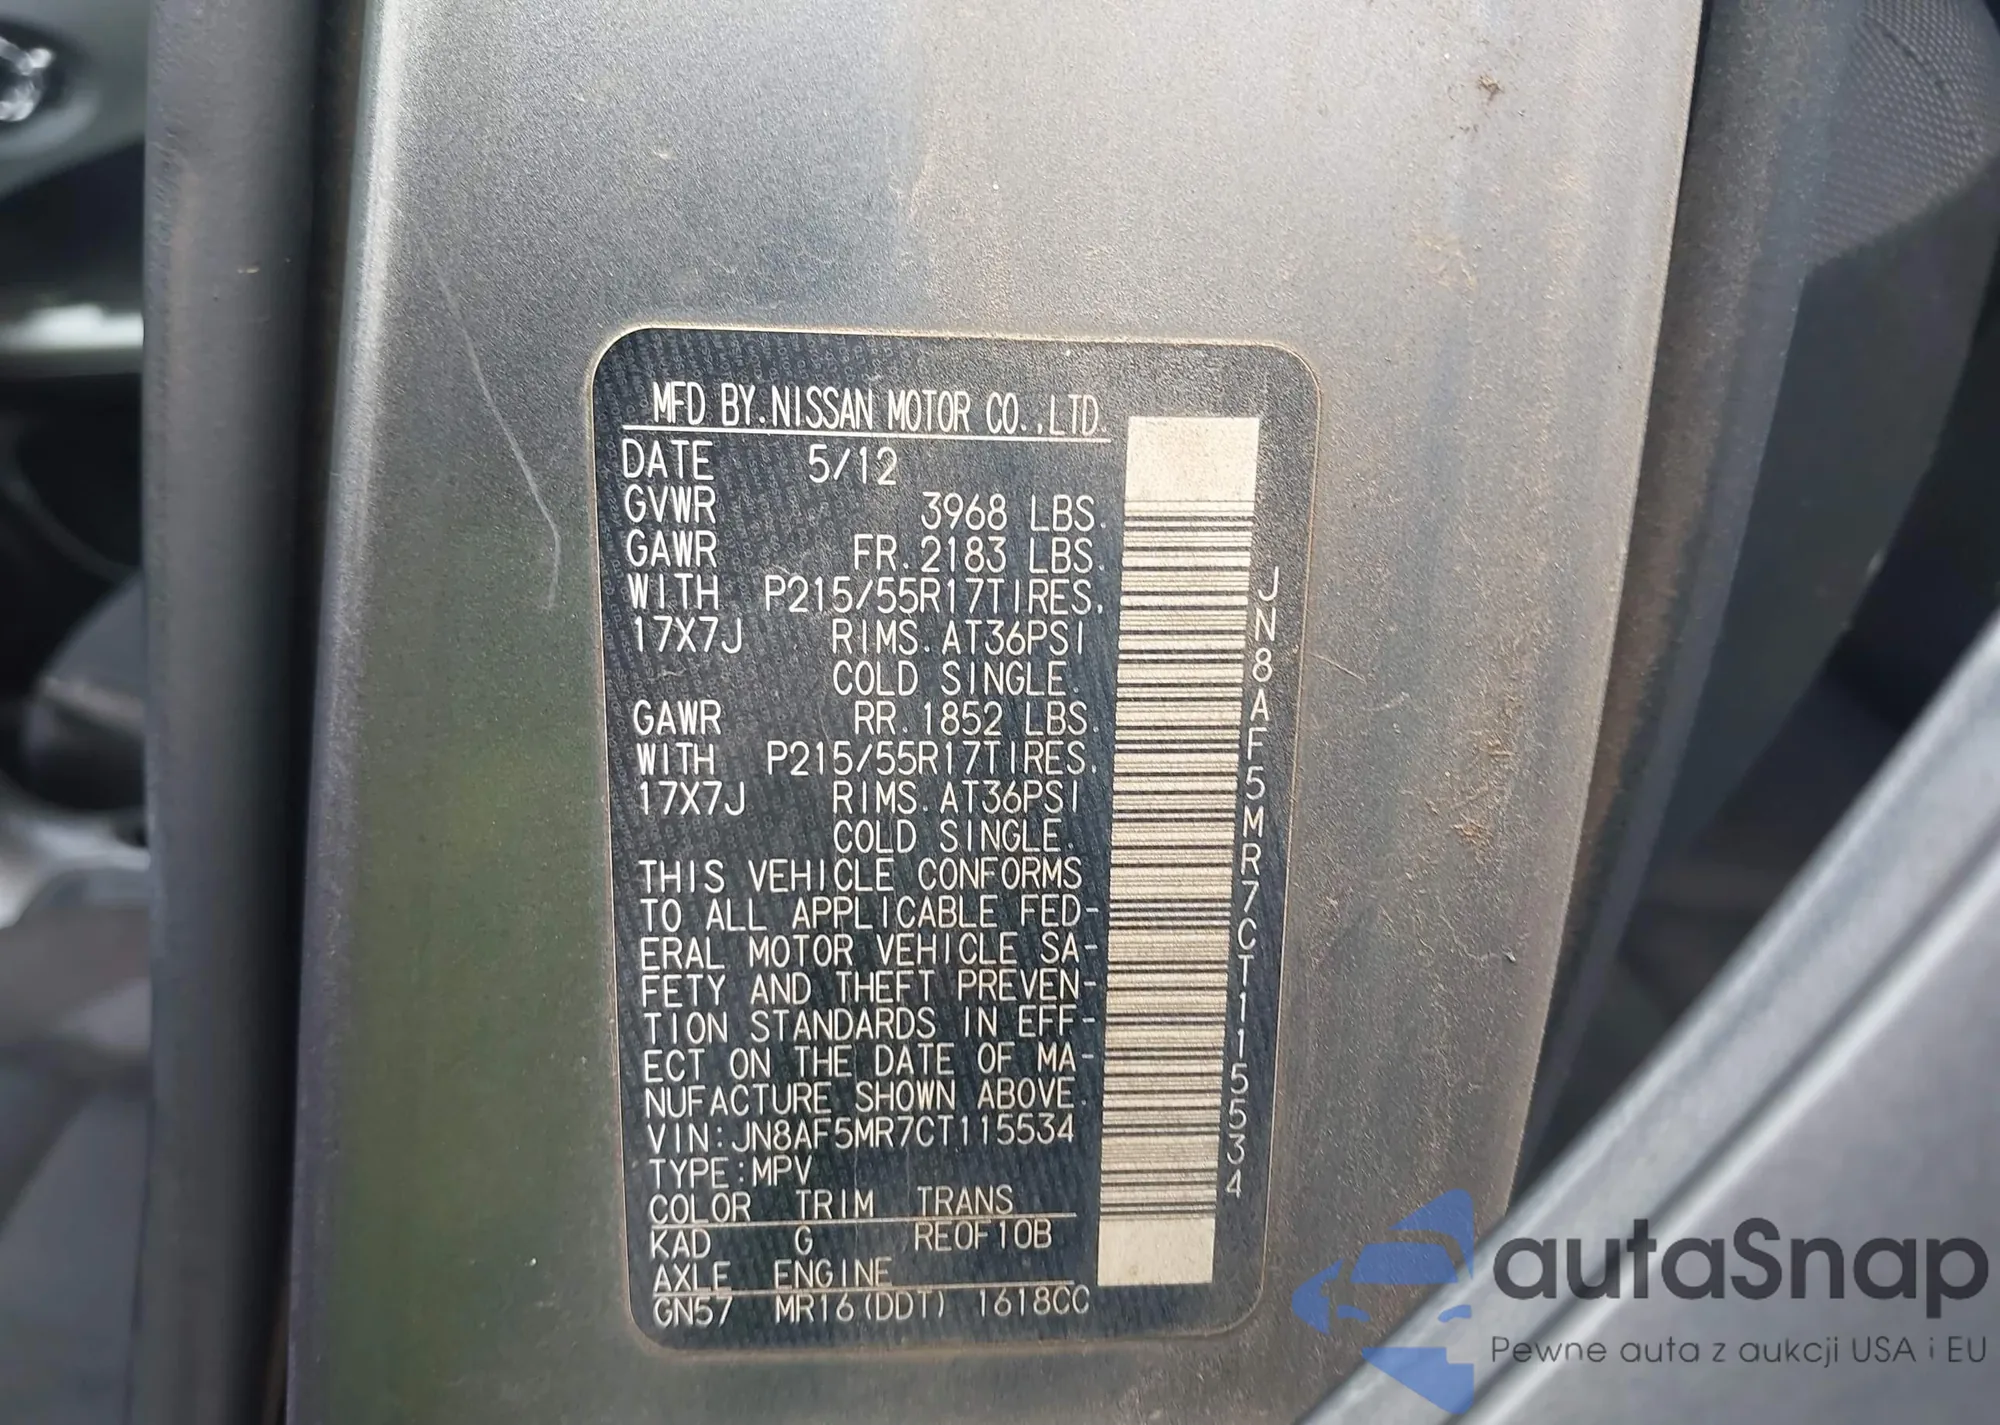 MFD BY.NISSAN MOTOR CO.,LTD.
DATE 5/12
GVWR 3968 LBS.
GAWR FR.2183 LBS.
WITH P215/55R17TIRES.
17X7J RIMS.AT36PSI
COLD SINGLE.
GAWR RR.1852 LBS.
WITH P215/55R17TIRES.
17X7J RIMS.AT36PSI
COLD SINGLE.
THIS VEHICLE CONFORMS
TO ALL APPLICABLE FED-
ERAL MOTOR VEHICLE SA-
FETY AND THEFT PREVEN-
TION STANDARDS IN EFF-
ECT ON THE DATE OF MA-
NUFACTURE SHOWN ABOVE.
VIN:JN8AF5MR7CT115534
TYPE:MPV
COLOR TRIM TRANS
KAD G RE0F10B
AXLE ENGINE
GN57 MR16(DDT) 1618CC
JN8AF5MR7CT115534
autaSnap
Pewne auta z aukcji USA i EU